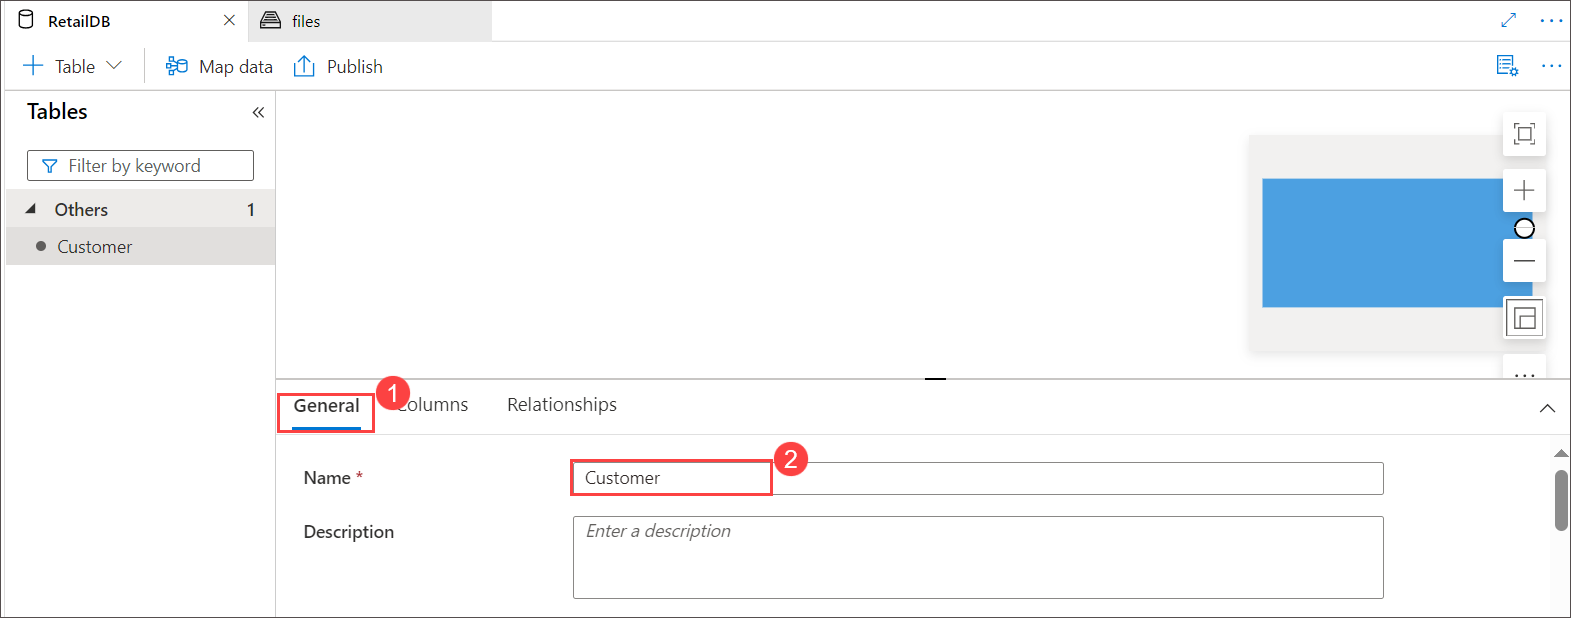 RetailDB
files
Table
Map data
Publish
Tables
Filter by keyword
Others 1
Customer
General
1
olumns
Relationships
Name *
Customer
2
Description
Enter a description